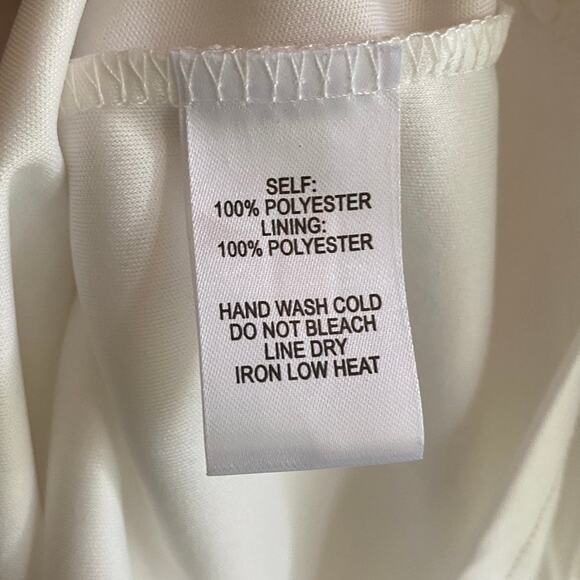 SELF:
100% POLYESTER
LINING:
100% POLYESTER
HAND WASH COLD
DO NOT BLEACH
LINE DRY
IRON LOW HEAT